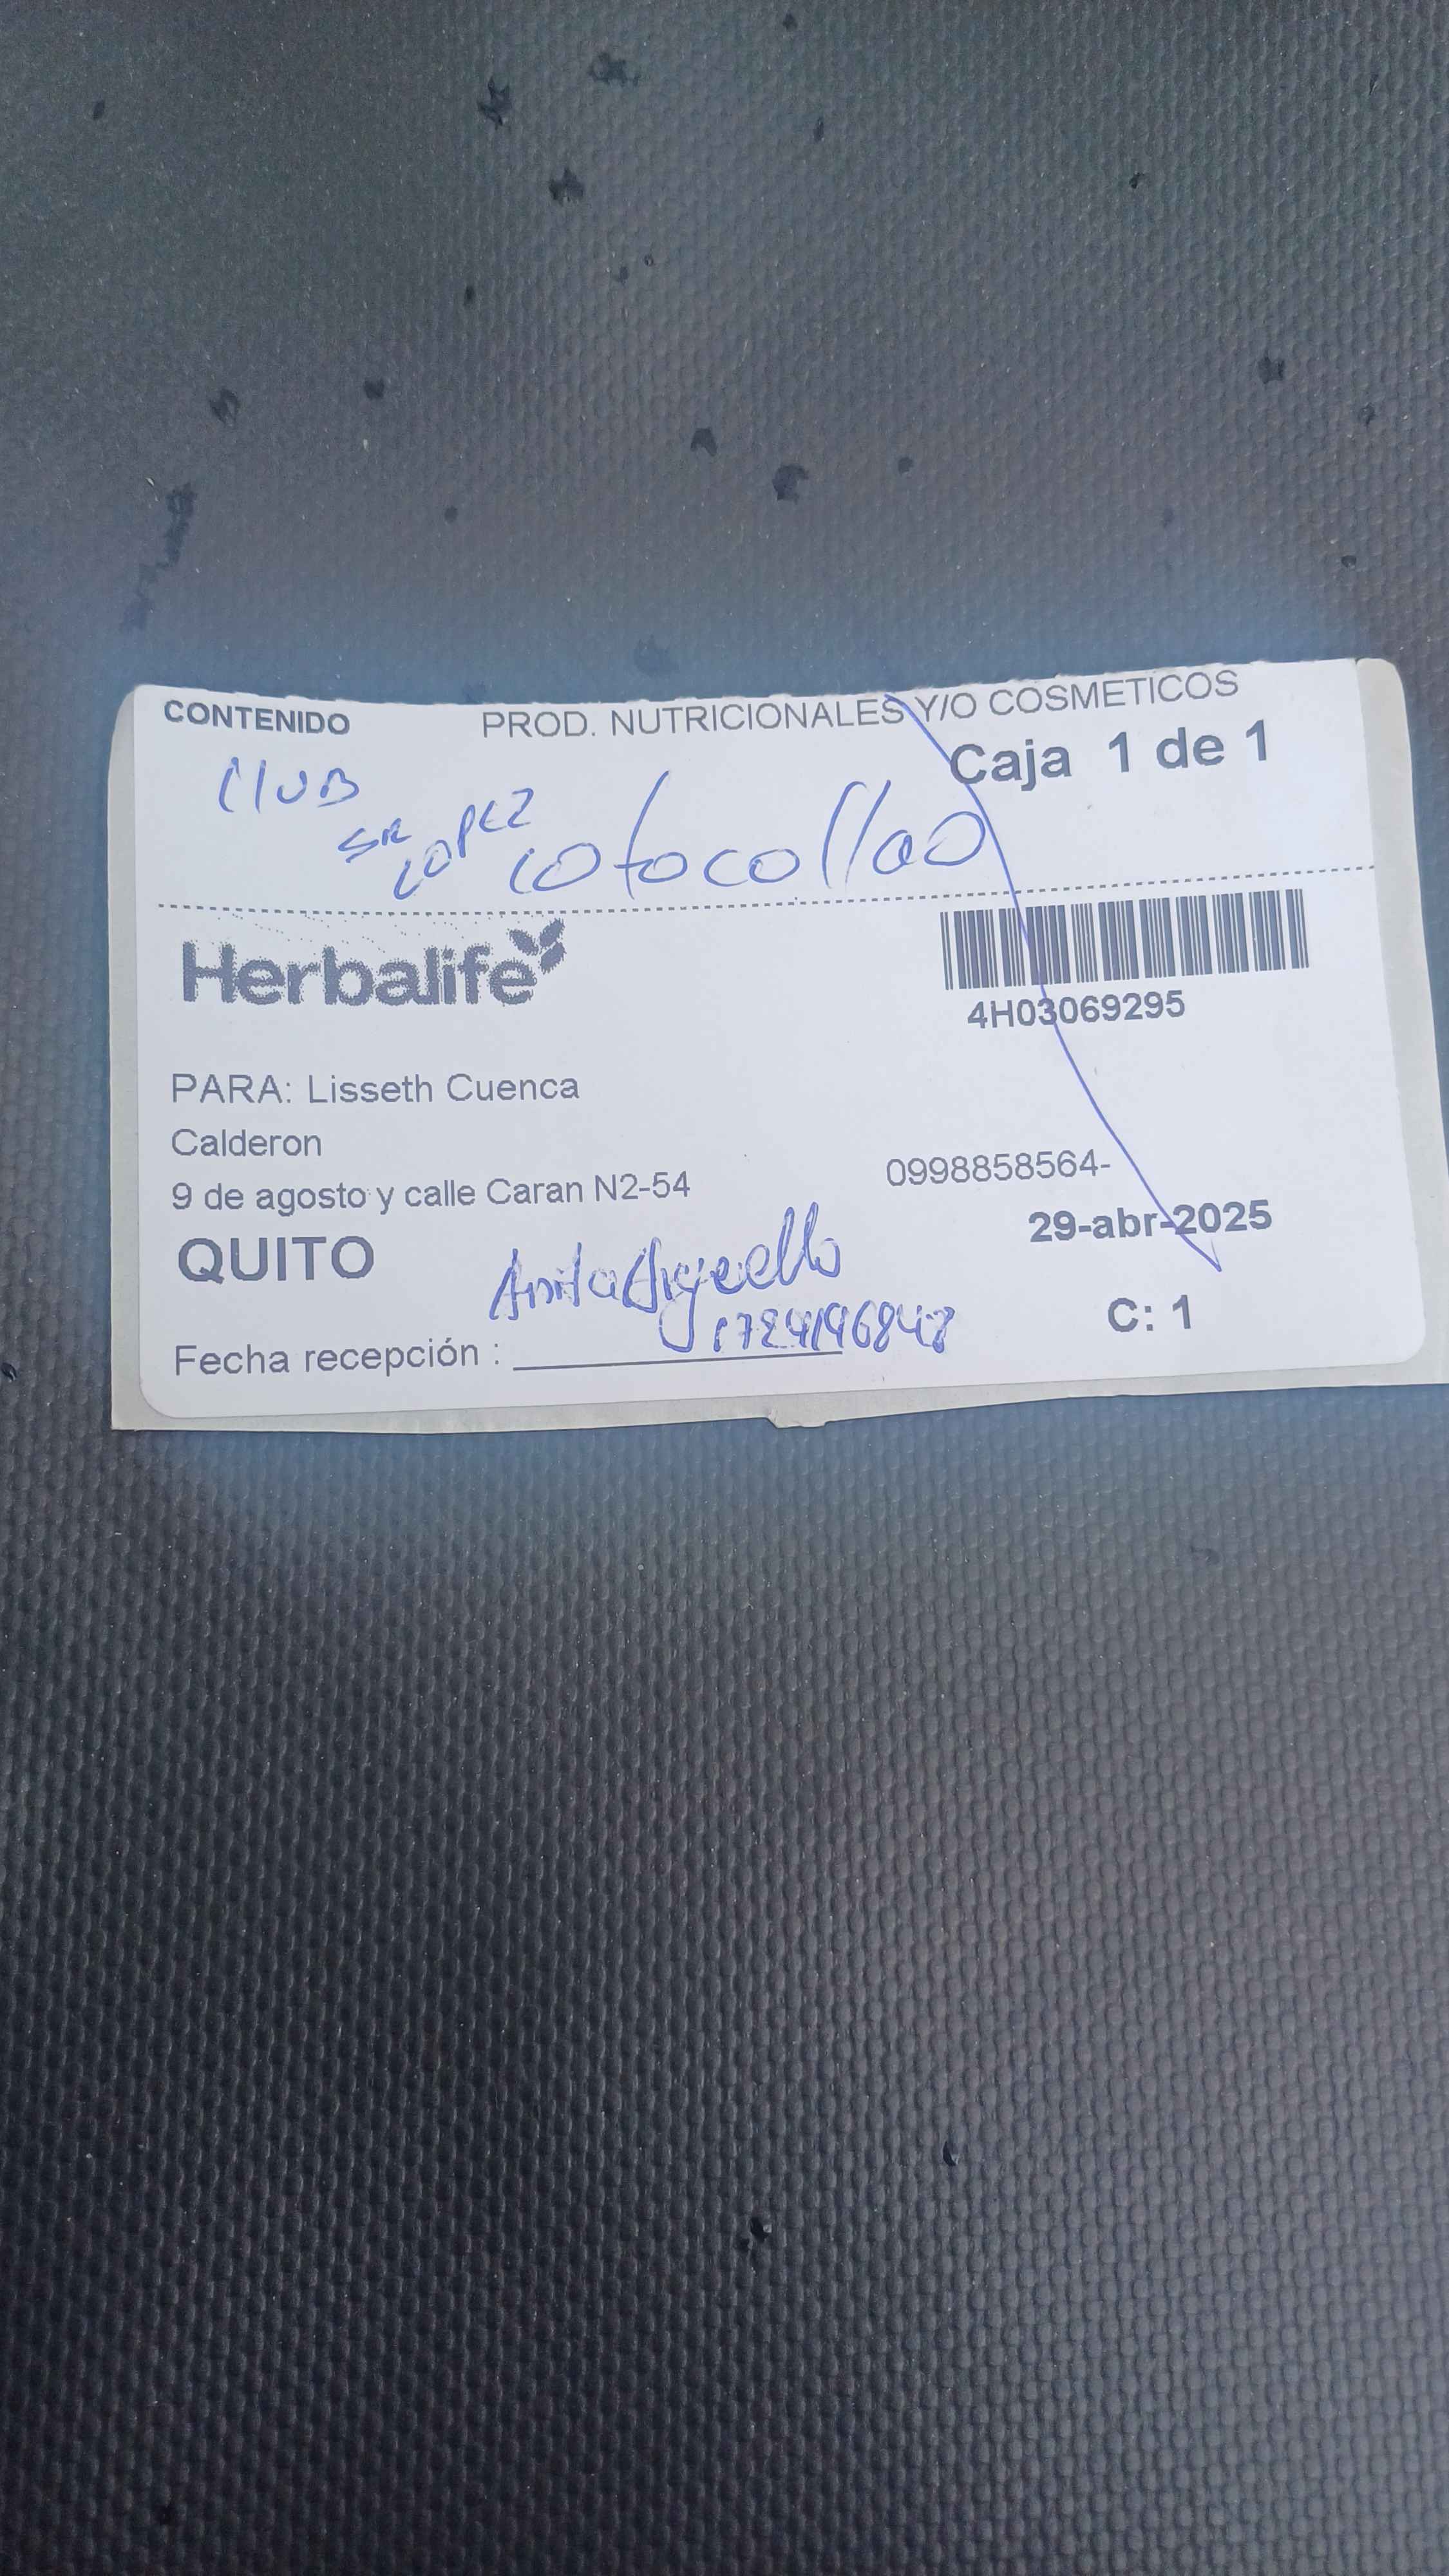 CONTENIDO PROD. NUTRICIONALES Y/O COSMETICOS
Caja 1 de 1
CLUB
SR LOPEZ cotocollao
Herbalife
4H03069295
PARA: Lisseth Cuenca
Calderon
9 de agosto y calle Caran N2-54 0998858564-
QUITO 29-abr-2025
Anita
C: 1
Fecha recepción :